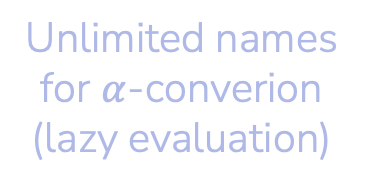 Unlimited names
for α-converion
(lazy evaluation)